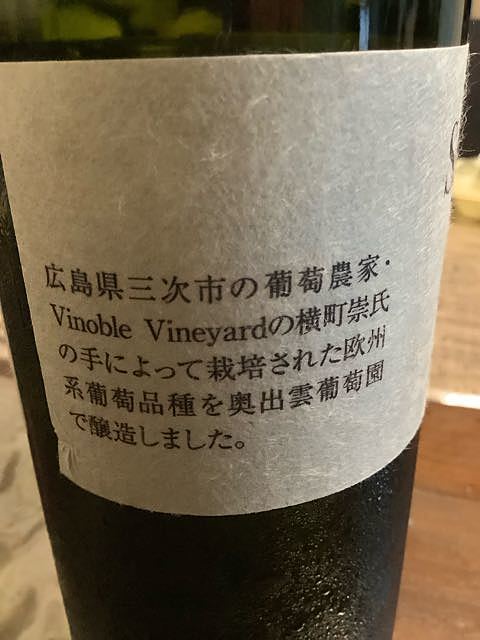 広島県三次市の葡萄農家・
Vinoble Vineyardの横町崇氏
の手によって栽培された欧州
系葡萄品種を奥出雲葡萄園
で醸造しました。
S